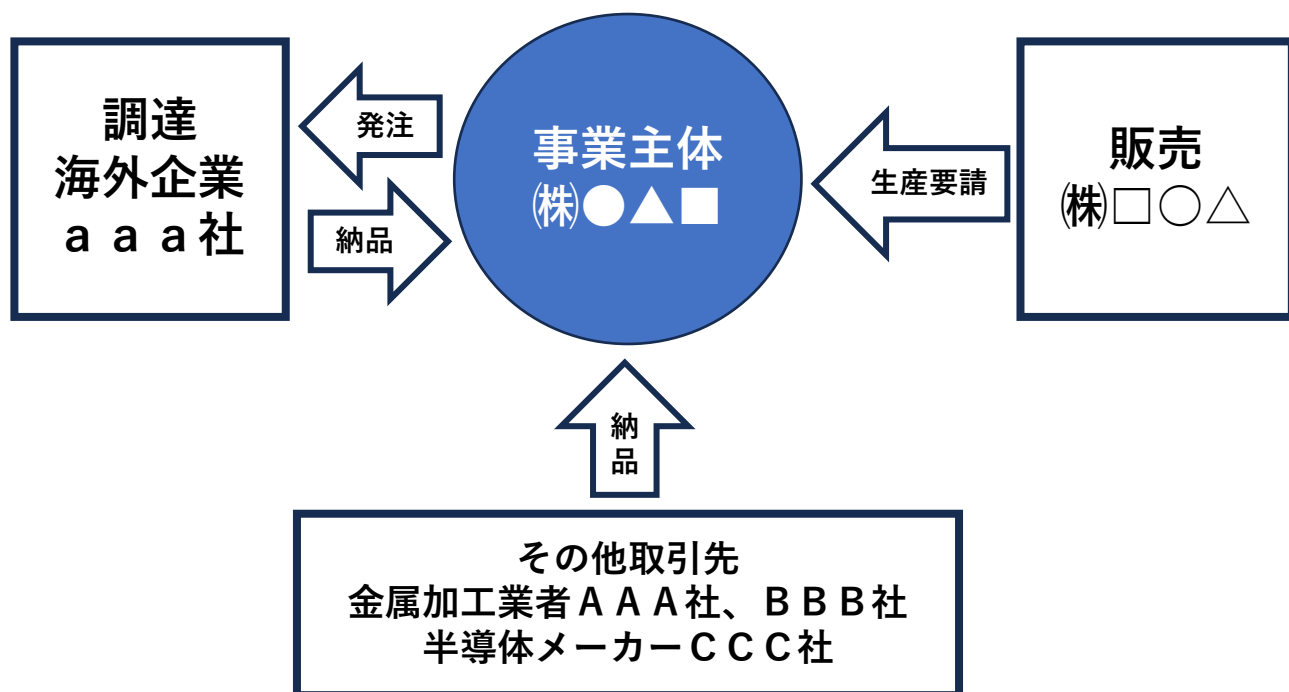 調達
海外企業
ａａａ社
発注
納品
事業主体
㈱●▲■
生産要請
販売
㈱□○△
納品
その他取引先
金属加工業者ＡＡＡ社、ＢＢＢ社
半導体メーカーＣＣＣ社